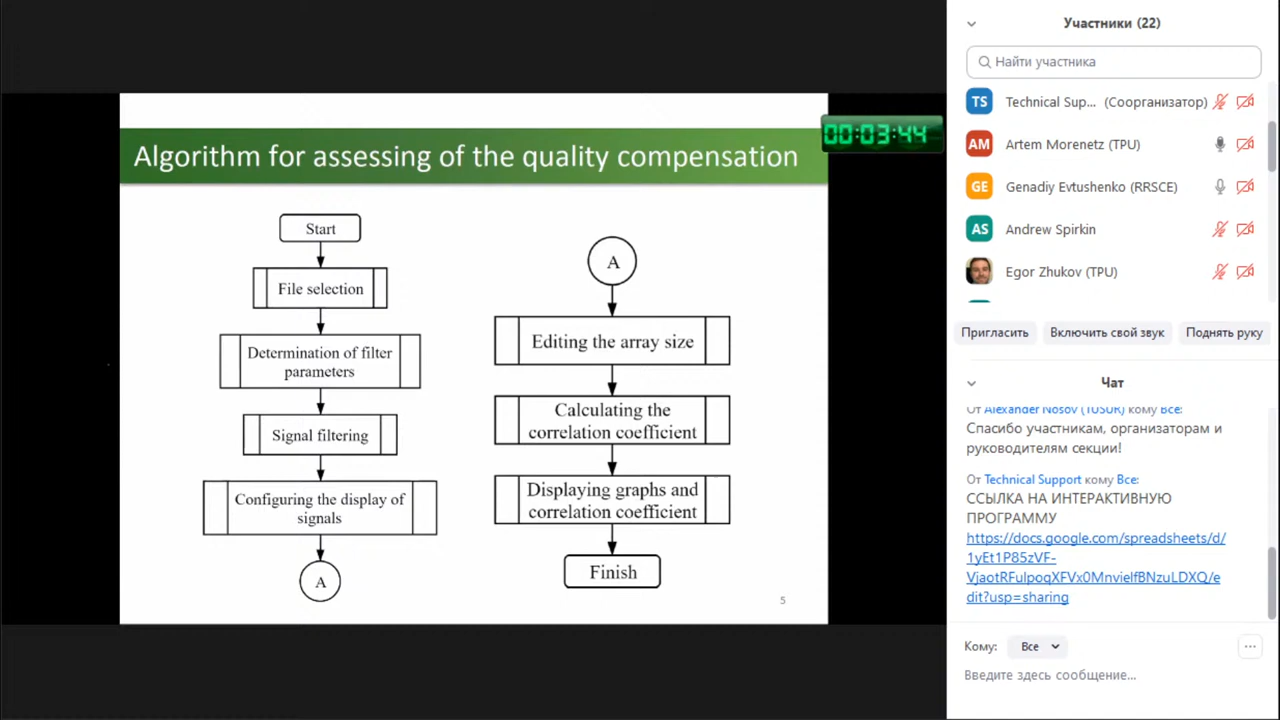 Algorithm for assessing of the quality compensation
00:03:44
Start
File selection
Determination of filter
parameters
Signal filtering
Configuring the display of
signals
A
A
Editing the array size
Calculating the
correlation coefficient
Displaying graphs and
correlation coefficient
Finish
5
Участники (22)
Найти участника
TS Technical Sup... (Соорганизатор)
AM Artem Morenetz (TPU)
GE Genadiy Evtushenko (RRSCE)
AS Andrew Spirkin
Egor Zhukov (TPU)
Пригласить Включить свой звук Поднять руку
Чат
От Alexander Nosov (TUSUR) кому Все:
Спасибо участникам, организаторам и
руководителям секции!
От Technical Support кому Все:
ССЫЛКА НА ИНТЕРАКТИВНУЮ
ПРОГРАММУ
https://docs.google.com/spreadsheets/d/
1yEt1P85zVF-
VjaotRFulpoqXFVx0MnvielfBNzuLDXQ/e
dit?usp=sharing
Кому: Все
Введите здесь сообщение...